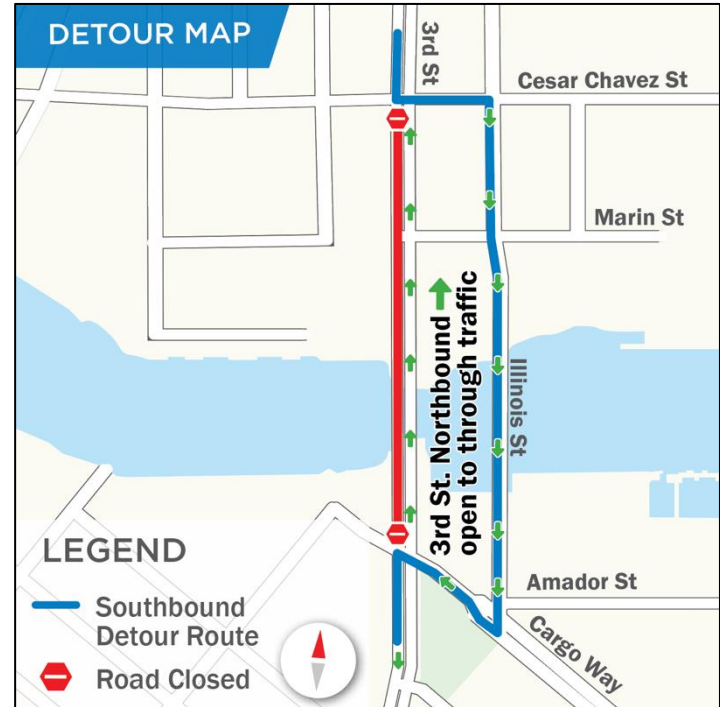 DETOUR MAP
3rd St
Cesar Chavez St
Marin St
3rd St. Northbound
open to through traffic
Illinois St
Amador St
Cargo Way
LEGEND
Southbound
Detour Route
Road Closed